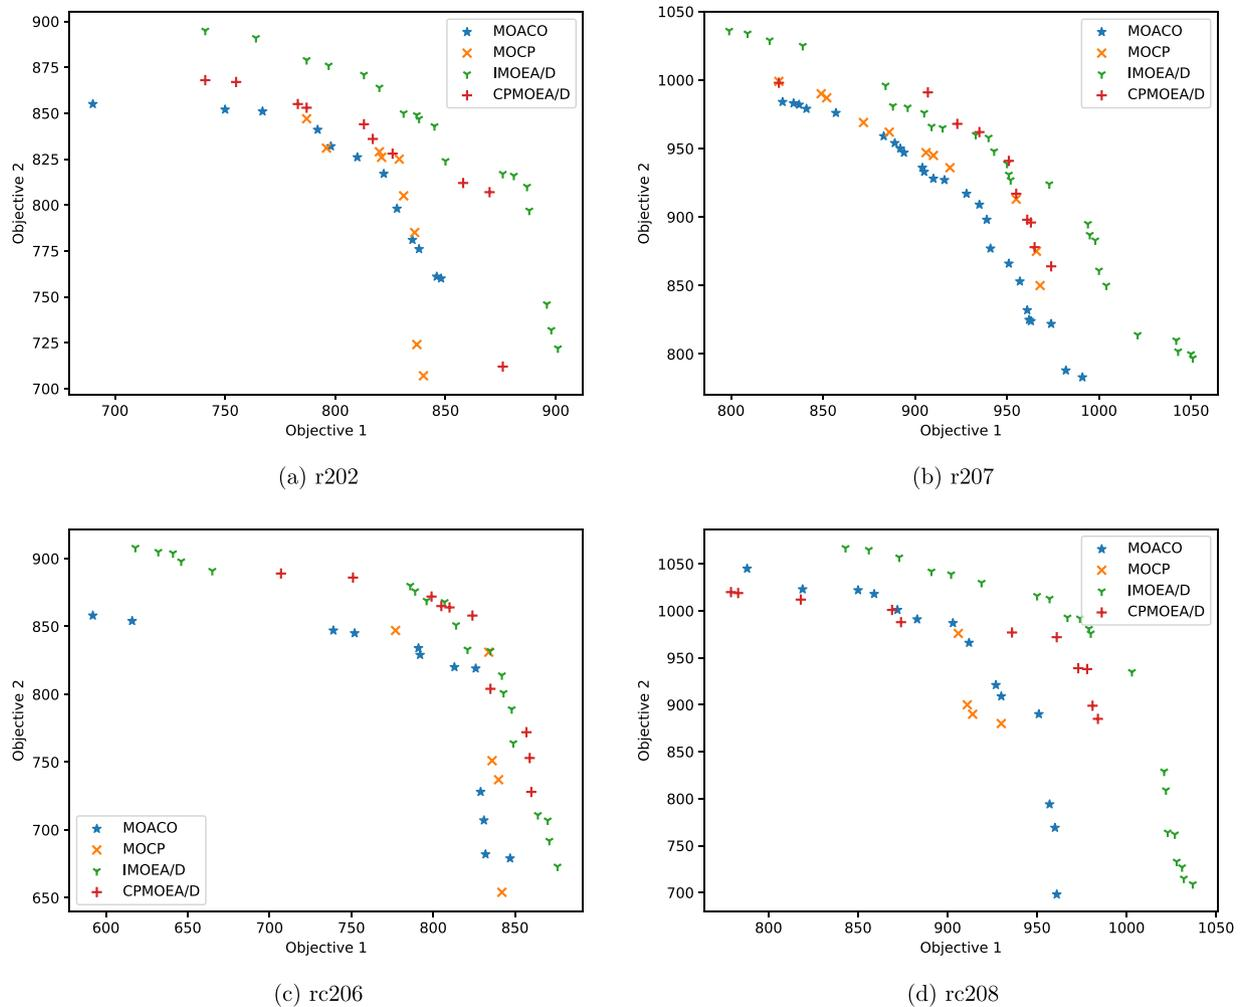 900
875
850
825
800
775
750
725
700
Objective 2
700
750
800
850
900
Objective 1
MOACO
MOCP
IMOEA/D
CPMOEA/D
(a) r202
1050
1000
950
900
850
800
Objective 2
800
850
900
950
1000
1050
Objective 1
MOACO
MOCP
IMOEA/D
CPMOEA/D
(b) r207
900
850
800
750
700
650
Objective 2
600
650
700
750
800
850
Objective 1
MOACO
MOCP
IMOEA/D
CPMOEA/D
(c) rc206
1050
1000
950
900
850
800
750
700
Objective 2
800
850
900
950
1000
1050
Objective 1
MOACO
MOCP
IMOEA/D
CPMOEA/D
(d) rc208